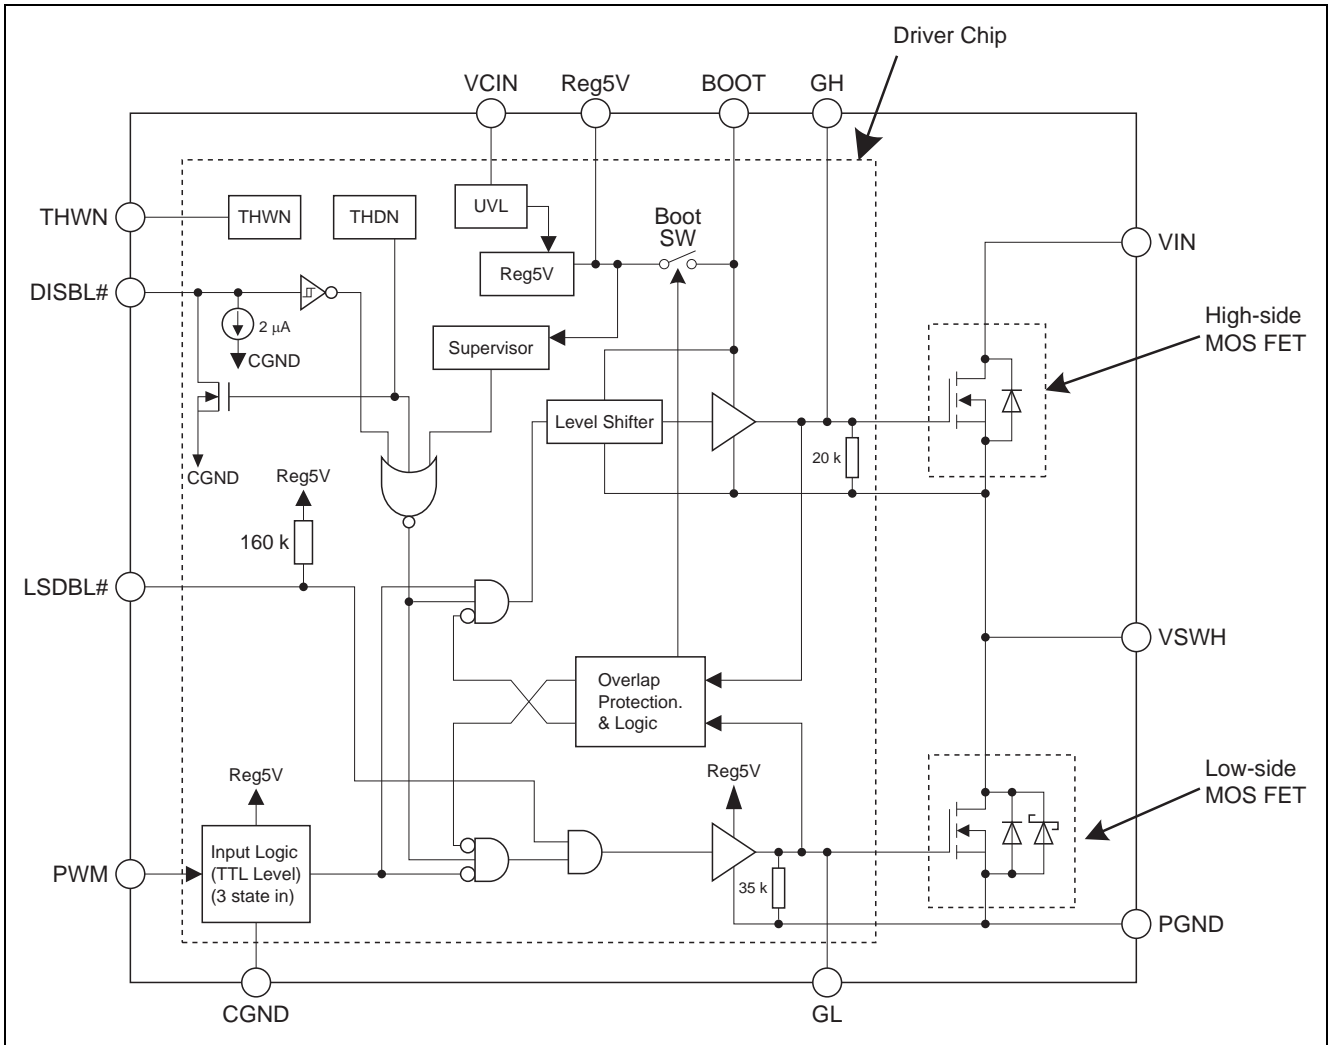 Driver Chip
VCIN
Reg5V
BOOT
GH
THWN
THWN
THDN
UVL
Boot
SW
VIN
DISBL#
Reg5V
2 μA
CGND
Supervisor
High-side
MOS FET
Level Shifter
20 k
CGND
Reg5V
160 k
LSDBL#
VSWH
Overlap
Protection.
& Logic
Reg5V
Reg5V
Low-side
MOS FET
PWM
Input Logic
(TTL Level)
(3 state in)
35 k
PGND
CGND
GL